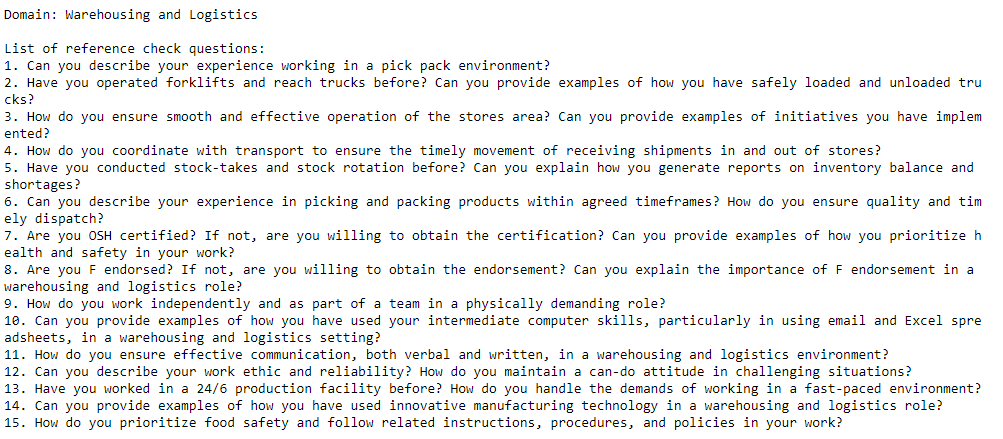 Domain: Warehousing and Logistics
List of reference check questions:
1. Can you describe your experience working in a pick pack environment?
2. Have you operated forklifts and reach trucks before? Can you provide examples of how you have safely loaded and unloaded tru
cks?
3. How do you ensure smooth and effective operation of the stores area? Can you provide examples of initiatives you have implem
ented?
4. How do you coordinate with transport to ensure the timely movement of receiving shipments in and out of stores?
5. Have you conducted stock-takes and stock rotation before? Can you explain how you generate reports on inventory balance and
shortages?
6. Can you describe your experience in picking and packing products within agreed timeframes? How do you ensure quality and tim
ely dispatch?
7. Are you OSH certified? If not, are you willing to obtain the certification? Can you provide examples of how you prioritize h
ealth and safety in your work?
8. Are you F endorsed? If not, are you willing to obtain the endorsement? Can you explain the importance of F endorsement in a
warehousing and logistics role?
9. How do you work independently and as part of a team in a physically demanding role?
10. Can you provide examples of how you have used your intermediate computer skills, particularly in using email and Excel spre
adsheets, in a warehousing and logistics setting?
11. How do you ensure effective communication, both verbal and written, in a warehousing and logistics environment?
12. Can you describe your work ethic and reliability? How do you maintain a can-do attitude in challenging situations?
13. Have you worked in a 24/6 production facility before? How do you handle the demands of working in a fast-paced environment?
14. Can you provide examples of how you have used innovative manufacturing technology in a warehousing and logistics role?
15. How do you prioritize food safety and follow related instructions, procedures, and policies in your work?